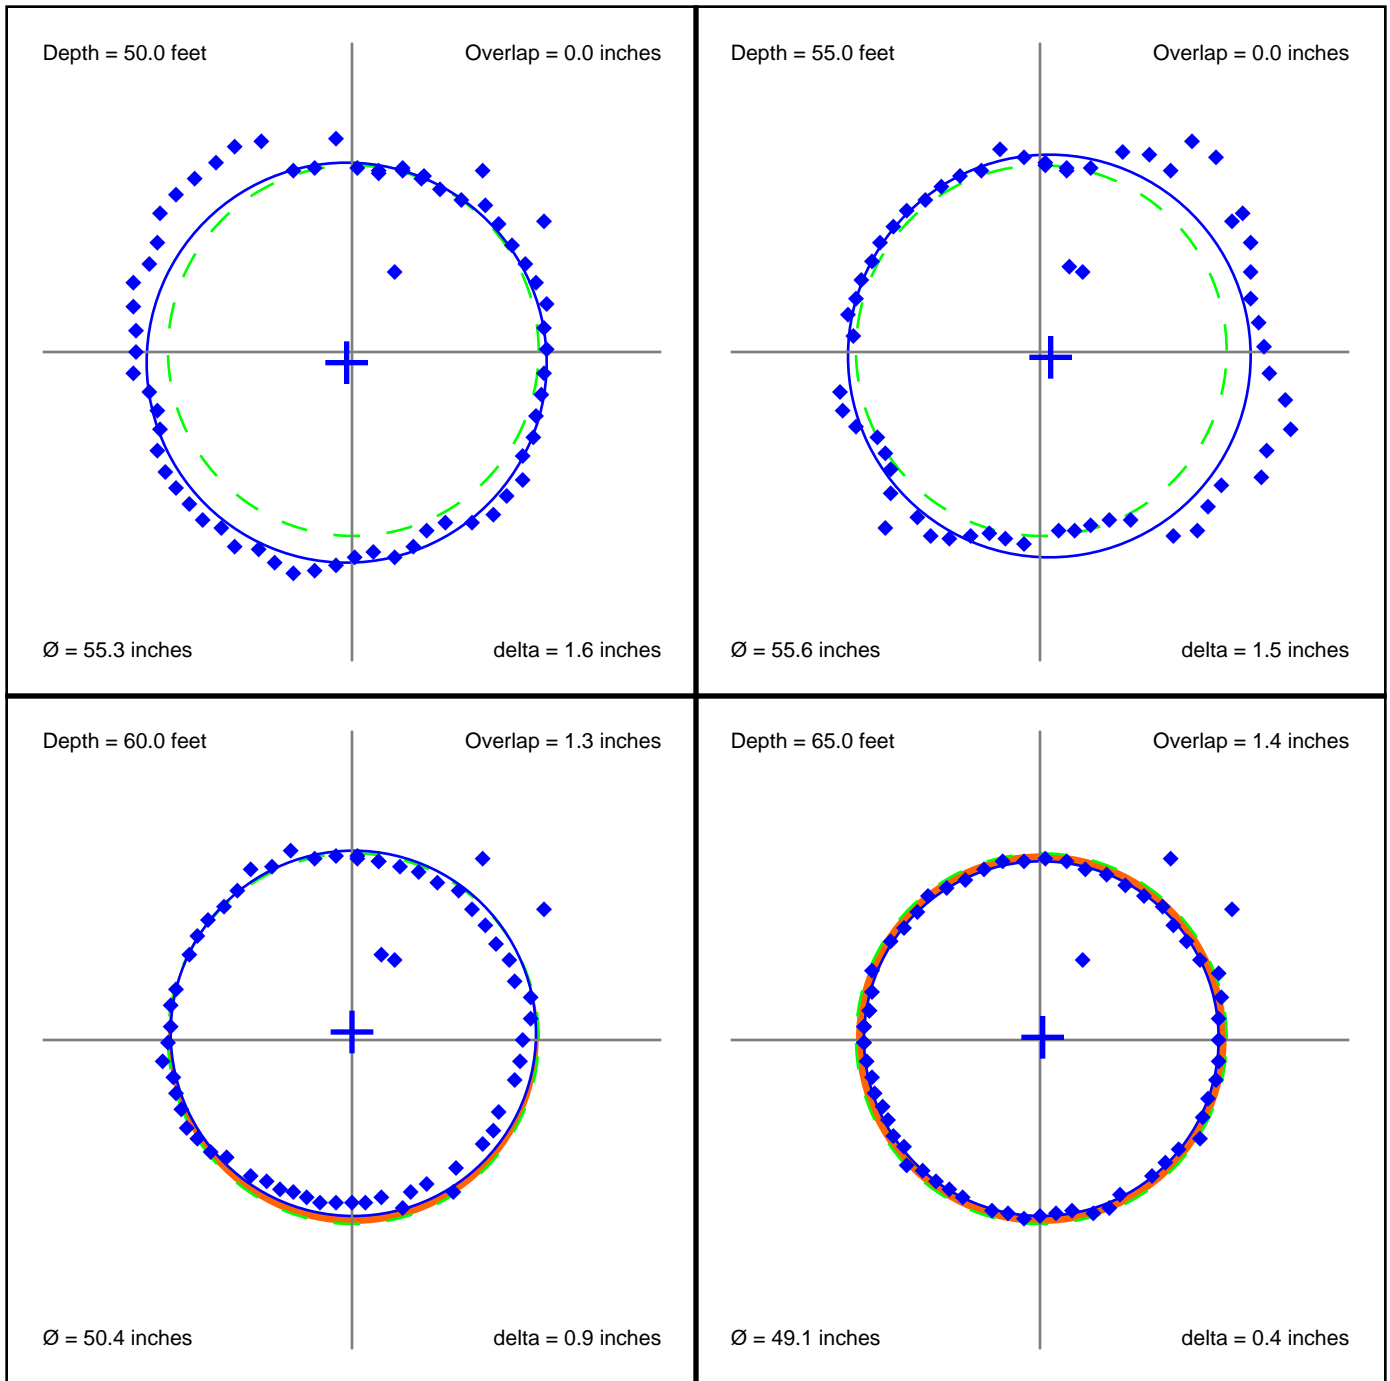 Depth = 50.0 feet
Overlap = 0.0 inches
Ø = 55.3 inches
delta = 1.6 inches
Depth = 55.0 feet
Overlap = 0.0 inches
Ø = 55.6 inches
delta = 1.5 inches
Depth = 60.0 feet
Overlap = 1.3 inches
Ø = 50.4 inches
delta = 0.9 inches
Depth = 65.0 feet
Overlap = 1.4 inches
Ø = 49.1 inches
delta = 0.4 inches